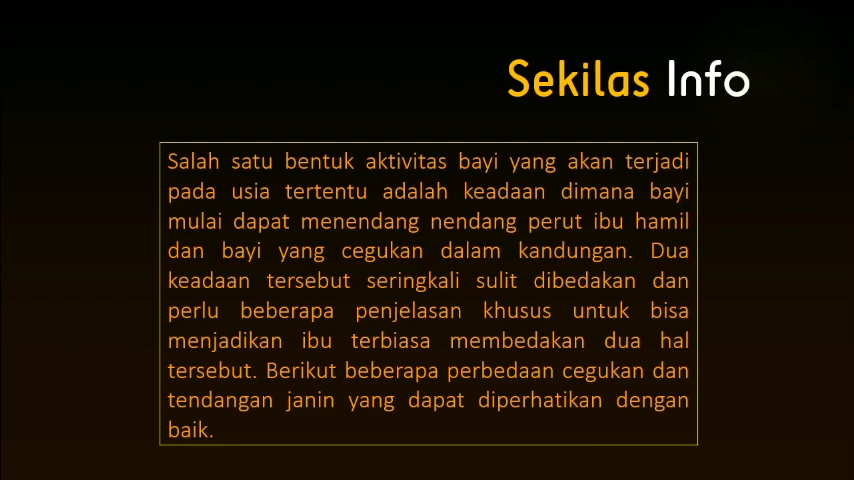 Sekilas Info
Salah satu bentuk aktivitas bayi yang akan terjadi
pada usia tertentu adalah keadaan dimana bayi
mulai dapat menendang nendang perut ibu hamil
dan bayi yang cegukan dalam kandungan. Dua
keadaan tersebut seringkali sulit dibedakan dan
perlu beberapa penjelasan khusus untuk bisa
menjadikan ibu terbiasa membedakan dua hal
tersebut. Berikut beberapa perbedaan cegukan dan
tendangan janin yang dapat diperhatikan dengan
baik.